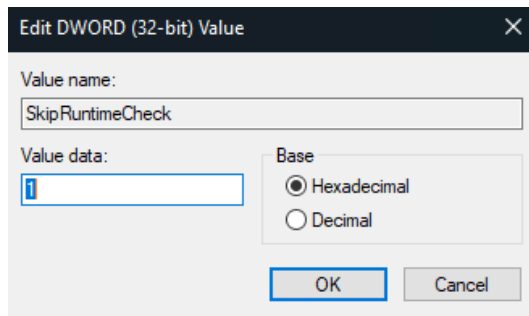 Edit DWORD (32-bit) Value
Value name:
SkipRuntimeCheck
Value data:
1
Base
Hexadecimal
Decimal
OK
Cancel